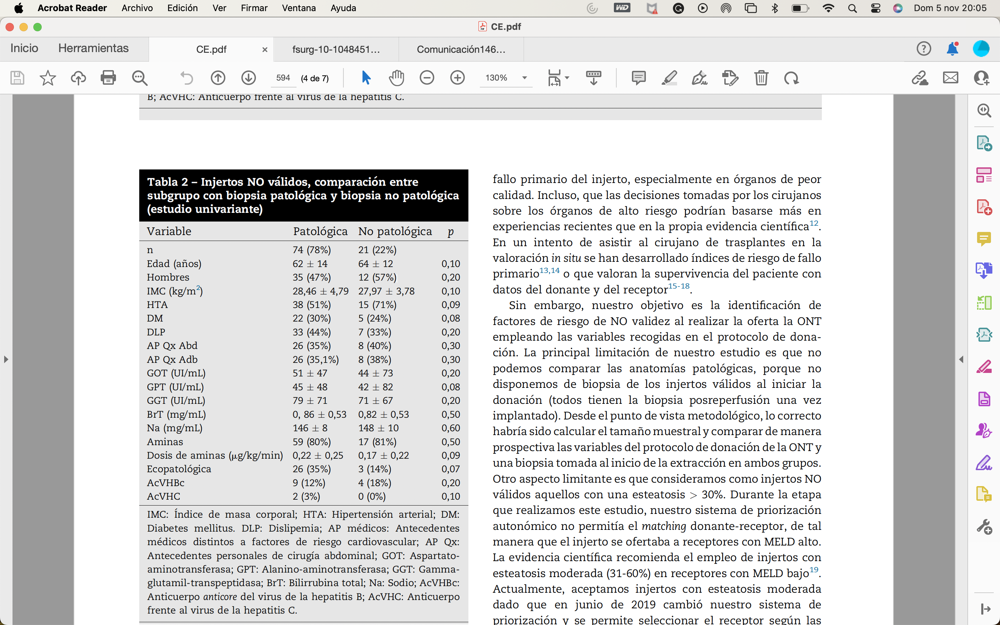 Acrobat Reader Archivo Edición Ver Firmar Ventana Ayuda Dom 5 nov 20:05
CE.pdf
Inicio Herramientas CE.pdf × fsurg-10-1048451... Comunicación146...
594 (4 de 7) 130%
B; AcVHC: Anticuerpo frente al virus de la hepatitis C.
Tabla 2 – Injertos NO válidos, comparación entre
subgrupo con biopsia patológica y biopsia no patológica
(estudio univariante)
Variable Patológica No patológica p
n 74 (78%) 21 (22%)
Edad (años) 62 ± 14 64 ± 12 0,10
Hombres 35 (47%) 12 (57%) 0,20
IMC (kg/m2) 28,46 ± 4,79 27,97 ± 3,78 0,10
HTA 38 (51%) 15 (71%) 0,09
DM 22 (30%) 5 (24%) 0,08
DLP 33 (44%) 7 (33%) 0,20
AP Qx Abd 26 (35%) 8 (40%) 0,30
AP Qx Adb 26 (35,1%) 8 (38%) 0,30
GOT (UI/mL) 51 ± 47 44 ± 73 0,20
GPT (UI/mL) 45 ± 48 42 ± 82 0,08
GGT (UI/mL) 79 ± 71 71 ± 67 0,20
BrT (mg/mL) 0, 86 ± 0,53 0,82 ± 0,53 0,50
Na (mg/mL) 146 ± 8 148 ± 10 0,60
Aminas 59 (80%) 17 (81%) 0,50
Dosis de aminas (μg/kg/min) 0,22 ± 0,25 0,17 ± 0,22 0,09
Ecopatológica 26 (35%) 3 (14%) 0,07
AcVHBc 9 (12%) 4 (18%) 0,20
AcVHC 2 (3%) 0 (0%) 0,10
IMC: Índice de masa corporal; HTA: Hipertensión arterial; DM:
Diabetes mellitus. DLP: Dislipemia; AP médicos: Antecedentes
médicos distintos a factores de riesgo cardiovascular; AP Qx:
Antecedentes personales de cirugía abdominal; GOT: Aspartato-
aminotransferasa; GPT: Alanino-aminotransferasa; GGT: Gamma-
glutamil-transpeptidasa; BrT: Bilirrubina total; Na: Sodio; AcVHBc:
Anticuerpo anticore del virus de la hepatitis B; AcVHC: Anticuerpo
frente al virus de la hepatitis C.
fallo primario del injerto, especialmente en órganos de peor
calidad. Incluso, que las decisiones tomadas por los cirujanos
sobre los órganos de alto riesgo podrían basarse más en
experiencias recientes que en la propia evidencia científica12.
En un intento de asistir al cirujano de trasplantes en la
valoración in situ se han desarrollado índices de riesgo de fallo
primario13,14 o que valoran la supervivencia del paciente con
datos del donante y del receptor15-18.
Sin embargo, nuestro objetivo es la identificación de
factores de riesgo de NO validez al realizar la oferta la ONT
empleando las variables recogidas en el protocolo de dona-
ción. La principal limitación de nuestro estudio es que no
podemos comparar las anatomías patológicas, porque no
disponemos de biopsia de los injertos válidos al iniciar la
donación (todos tienen la biopsia posreperfusión una vez
implantado). Desde el punto de vista metodológico, lo correcto
habría sido calcular el tamaño muestral y comparar de manera
prospectiva las variables del protocolo de donación de la ONT y
una biopsia tomada al inicio de la extracción en ambos grupos.
Otro aspecto limitante es que consideramos como injertos NO
válidos aquellos con una esteatosis > 30%. Durante la etapa
que realizamos este estudio, nuestro sistema de priorización
autonómico no permitía el matching donante-receptor, de tal
manera que el injerto se ofertaba a receptores con MELD alto.
La evidencia científica recomienda el empleo de injertos con
esteatosis moderada (31-60%) en receptores con MELD bajo19.
Actualmente, aceptamos injertos con esteatosis moderada
dado que en junio de 2019 cambió nuestro sistema de
priorización y se permite seleccionar el receptor según las